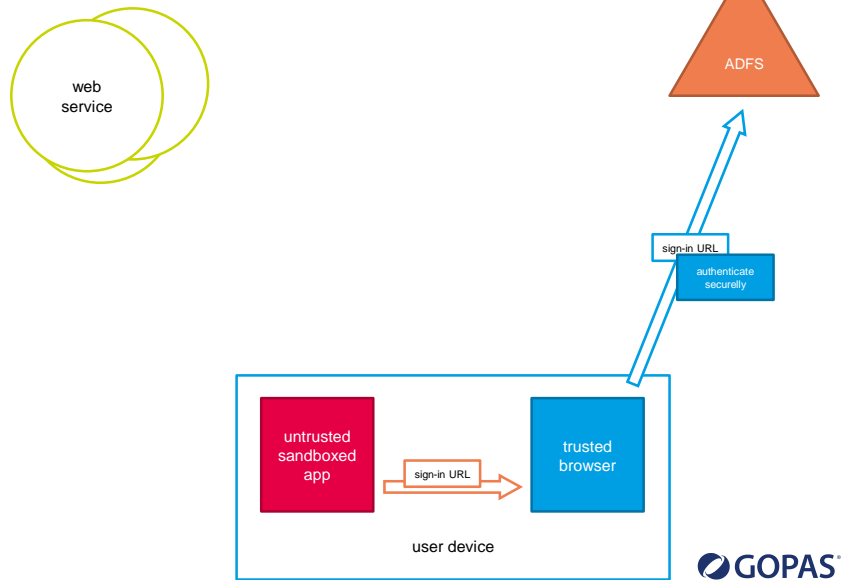 web
service
ADFS
sign-in URL
authenticate
securelly
untrusted
sandboxed
app
sign-in URL
trusted
browser
user device
GOPAS®